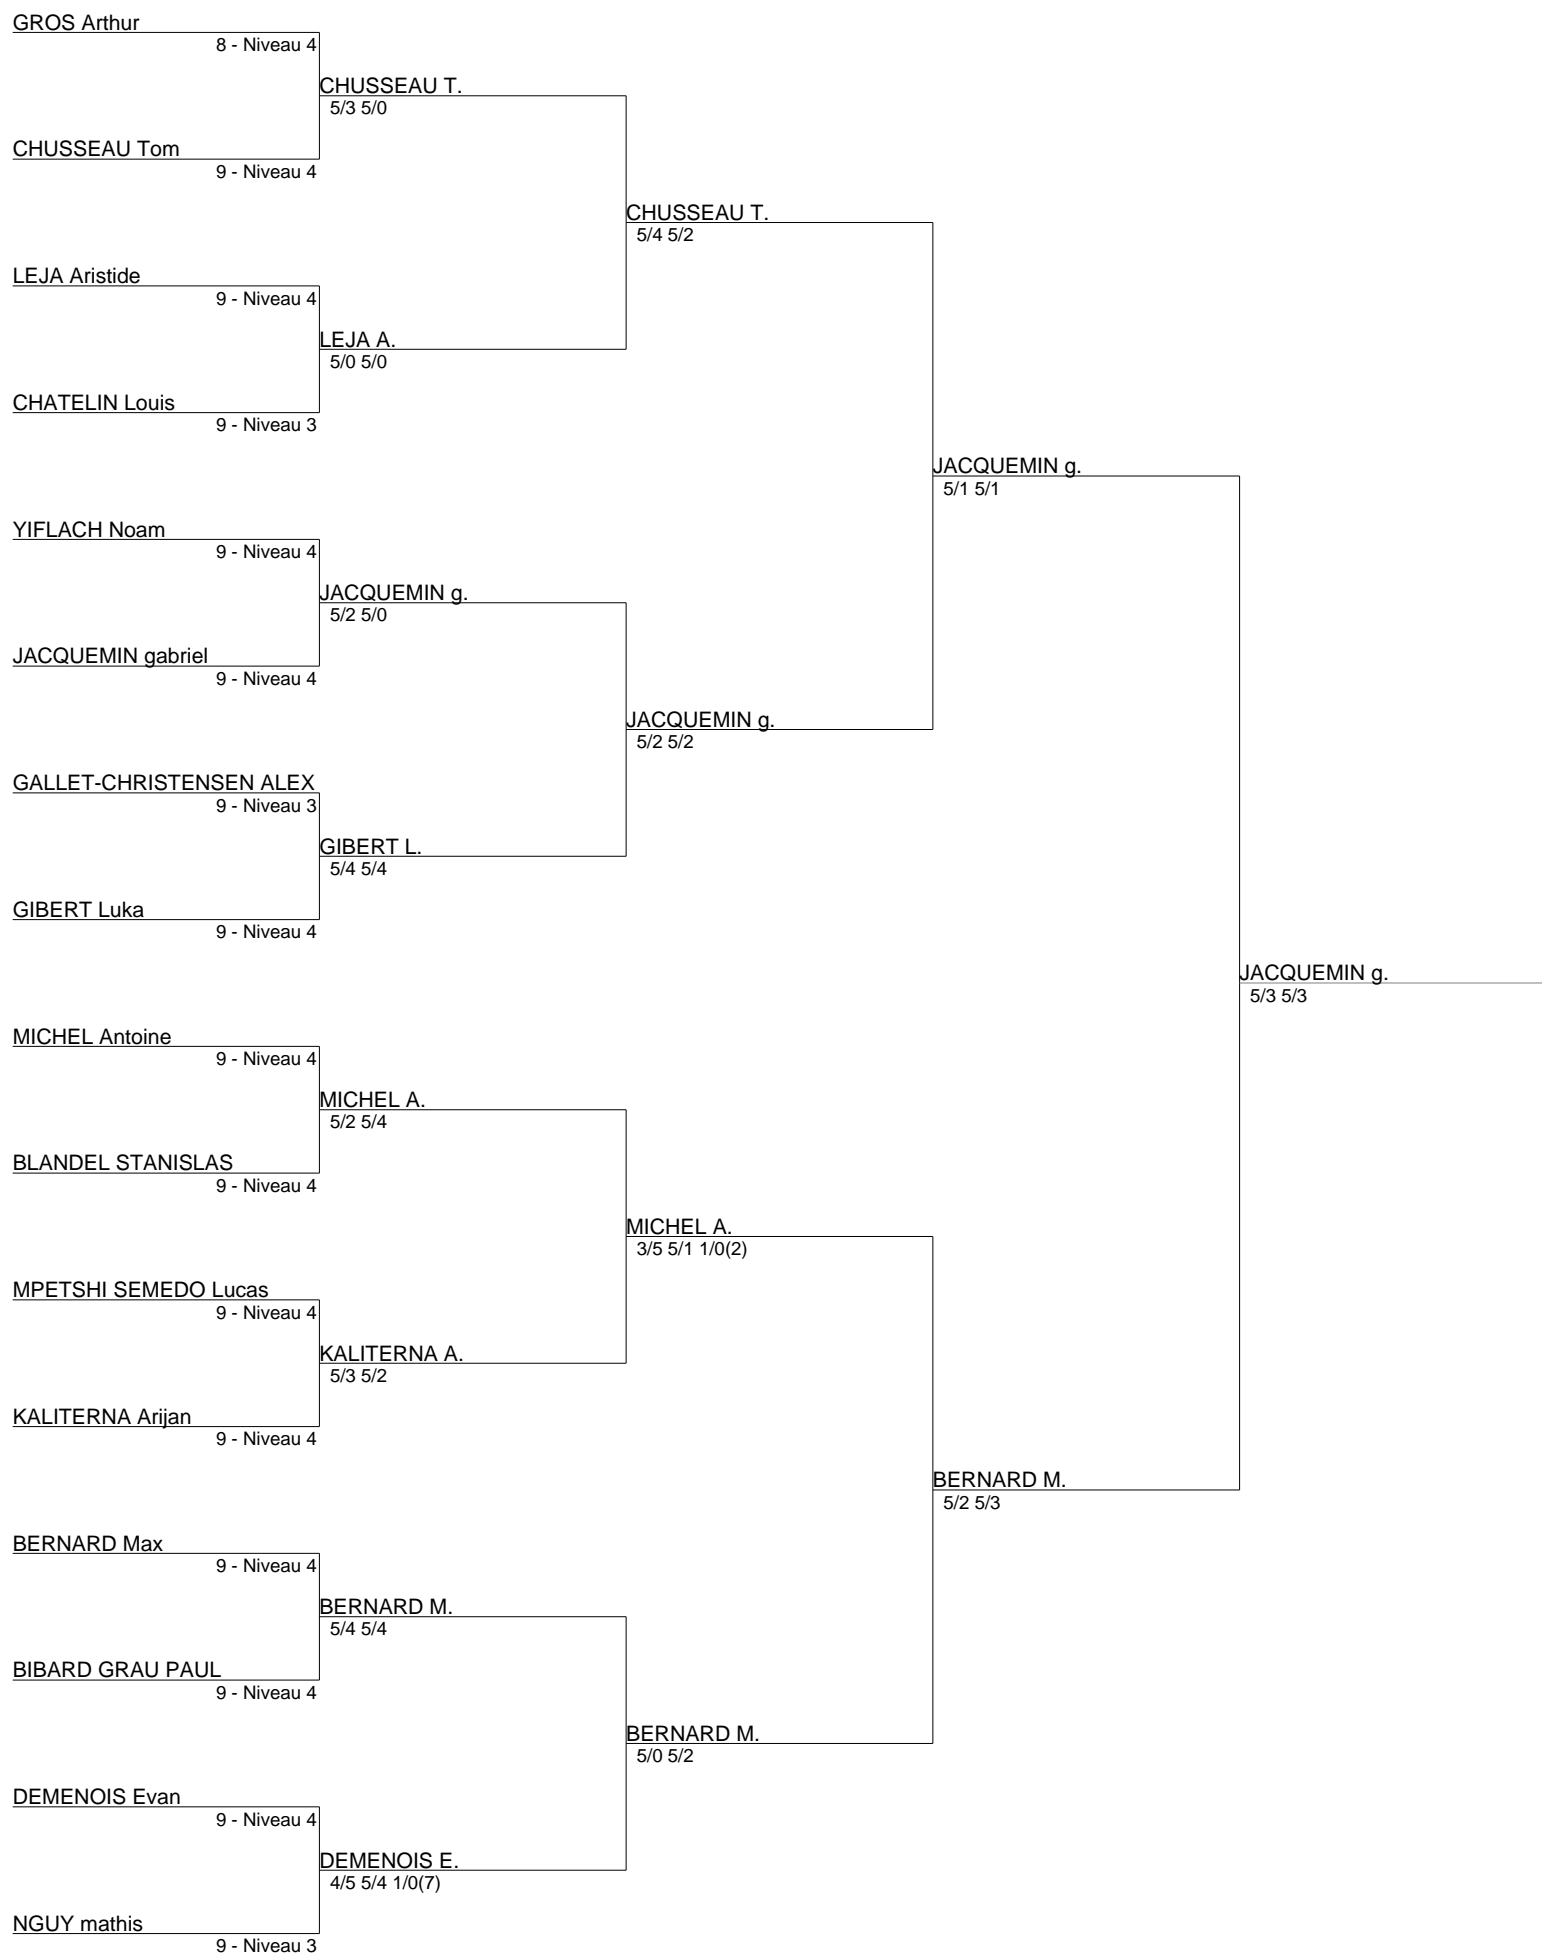 GROS Arthur
8 - Niveau 4
CHUSSEAU T.
5/3 5/0
CHUSSEAU Tom
9 - Niveau 4
CHUSSEAU T.
5/4 5/2
LEJA Aristide
9 - Niveau 4
LEJA A.
5/0 5/0
CHATELIN Louis
9 - Niveau 3
JACQUEMIN g.
5/1 5/1
YIFLACH Noam
9 - Niveau 4
JACQUEMIN g.
5/2 5/0
JACQUEMIN gabriel
9 - Niveau 4
JACQUEMIN g.
5/2 5/2
GALLET-CHRISTENSEN ALEX
9 - Niveau 3
GIBERT L.
5/4 5/4
GIBERT Luka
9 - Niveau 4
JACQUEMIN g.
5/3 5/3
MICHEL Antoine
9 - Niveau 4
MICHEL A.
5/2 5/4
BLANDEL STANISLAS
9 - Niveau 4
MICHEL A.
3/5 5/1 1/0(2)
MPETSHI SEMEDO Lucas
9 - Niveau 4
KALITERNA A.
5/3 5/2
KALITERNA Arijan
9 - Niveau 4
BERNARD M.
5/2 5/3
BERNARD Max
9 - Niveau 4
BERNARD M.
5/4 5/4
BIBARD GRAU PAUL
9 - Niveau 4
BERNARD M.
5/0 5/2
DEMENOIS Evan
9 - Niveau 4
DEMENOIS E.
4/5 5/4 1/0(7)
NGUY mathis
9 - Niveau 3